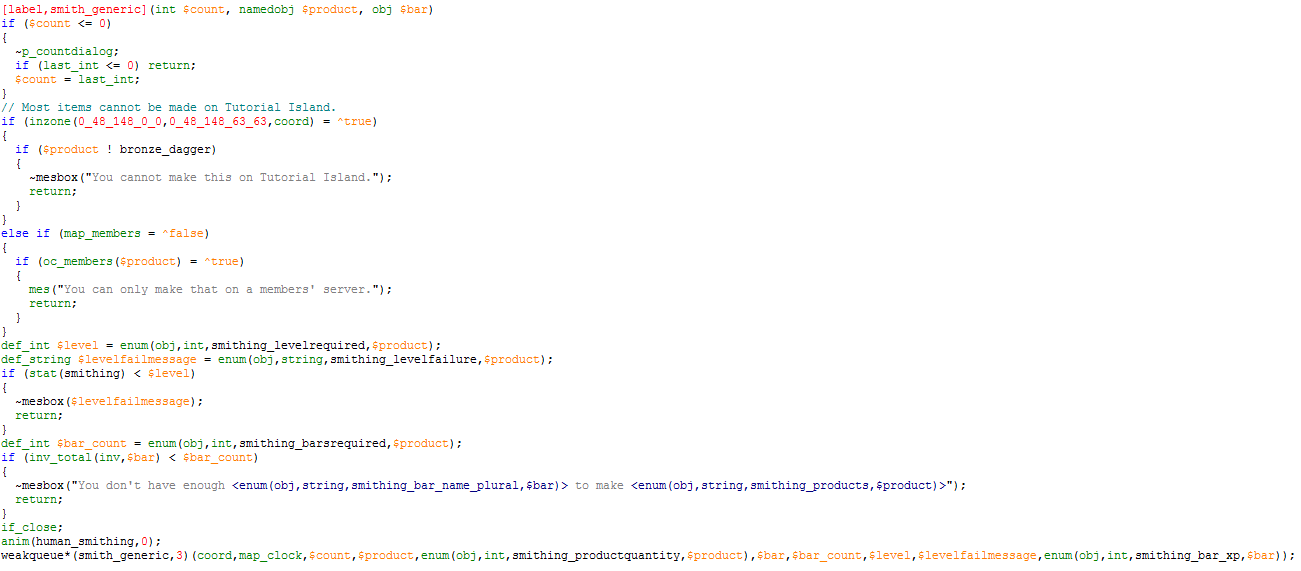 [label,smith_generic](int $count, namedobj $product, obj $bar)
if ($count <= 0)
{
  ~p_countdialog;
  if (last_int <= 0) return;
  $count = last_int;
}
// Most items cannot be made on Tutorial Island.
if (inzone(0_48_148_0_0,0_48_148_63_63,coord) = ^true)
{
  if ($product ! bronze_dagger)
  {
    ~mesbox("You cannot make this on Tutorial Island.");
    return;
  }
}
else if (map_members = ^false)
{
  if (oc_members($product) = ^true)
  {
    mes("You can only make that on a members' server.");
    return;
  }
}
def_int $level = enum(obj,int,smithing_levelrequired,$product);
def_string $levelfailmessage = enum(obj,string,smithing_levelfailure,$product);
if (stat(smithing) < $level)
{
  ~mesbox($levelfailmessage);
  return;
}
def_int $bar_count = enum(obj,int,smithing_barsrequired,$product);
if (inv_total(inv,$bar) < $bar_count)
{
  ~mesbox("You don't have enough <enum(obj,string,smithing_bar_name_plural,$bar)> to make <enum(obj,string,smithing_products,$product)>");
  return;
}
if_close;
anim(human_smithing,0);
weakqueue*(smith_generic,3)(coord,map_clock,$count,$product,enum(obj,int,smithing_productquantity,$product),$bar,$bar_count,$level,$levelfailmessage,enum(obj,int,smithing_bar_xp,$bar));